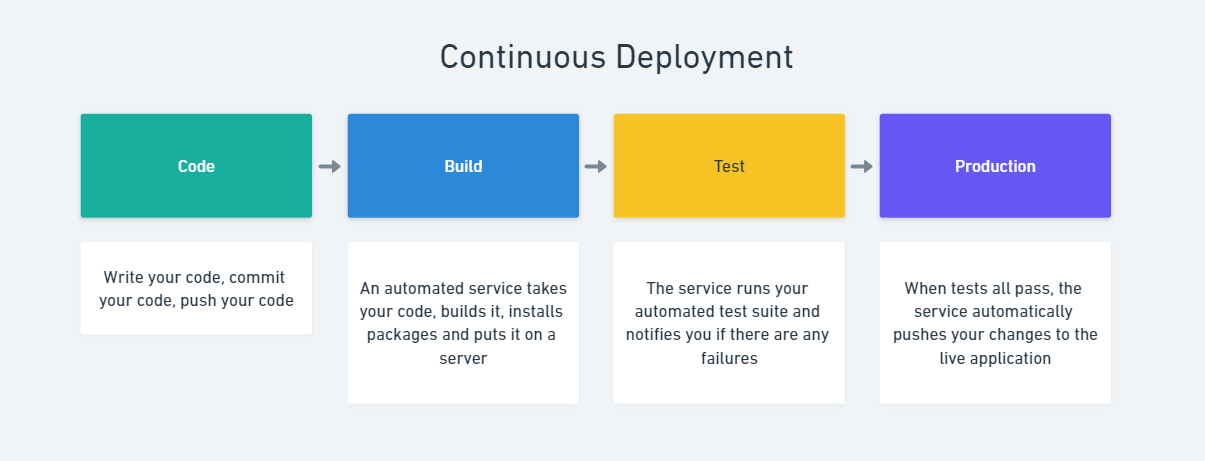 Continuous Deployment
Code
Build
Test
Production
Write your code, commit
your code, push your code
An automated service takes
your code, builds it, installs
packages and puts it on a
server
The service runs your
automated test suite and
notifies you if there are any
failures
When tests all pass, the
service automatically
pushes your changes to the
live application